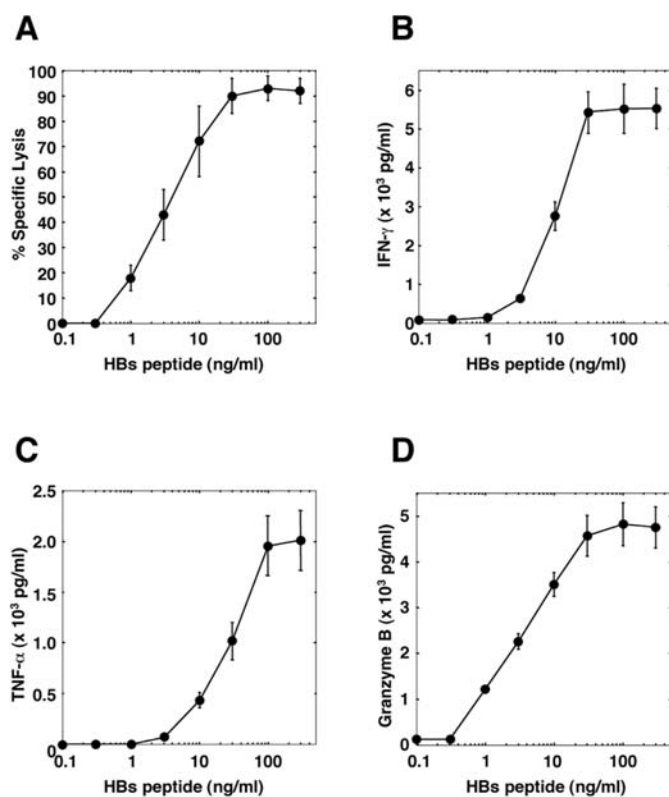 A
100
90
80
70
60
50
40
30
20
10
0
% Specific Lysis
0.1 1 10 100
HBs peptide (ng/ml)
B
6
5
4
3
2
1
0
IFN-γ (x 10³ pg/ml)
0.1 1 10 100
HBs peptide (ng/ml)
C
2.5
2.0
1.5
1.0
0.5
0
TNF-α (x 10³ pg/ml)
0.1 1 10 100
HBs peptide (ng/ml)
D
5
4
3
2
1
0
Granzyme B (x 10³ pg/ml)
0.1 1 10 100
HBs peptide (ng/ml)